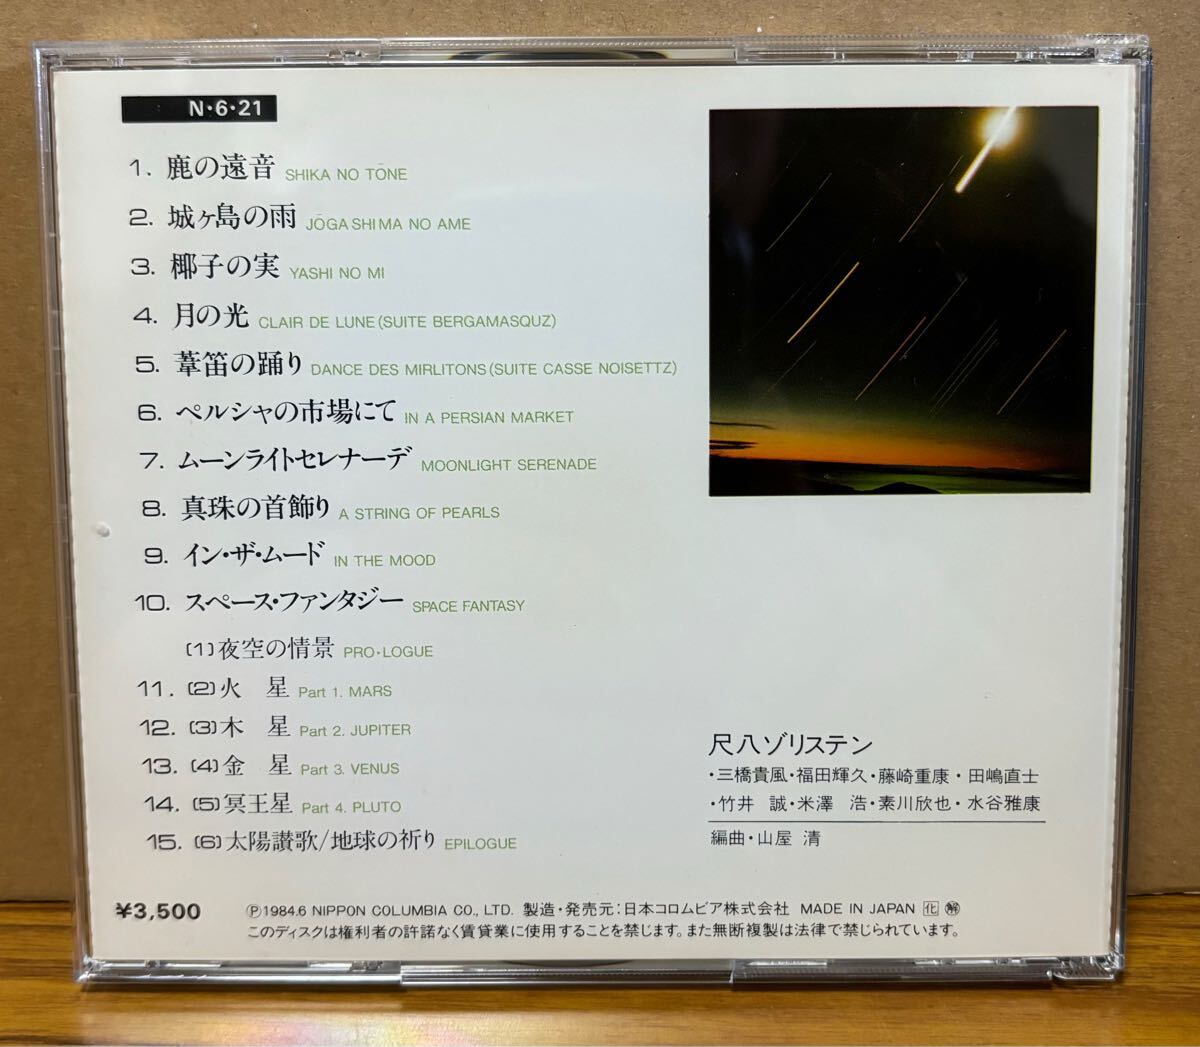 N・6・21
1. 鹿の遠音 SHIKA NO TŌNE
2. 城ヶ島の雨 JŌGASHIMA NO AME
3. 椰子の実 YASHI NO MI
4. 月の光 CLAIR DE LUNE(SUITE BERGAMASQUZ)
5. 葦笛の踊り DANCE DES MIRLITONS(SUITE CASSE NOISETTZ)
6. ペルシャの市場にて IN A PERSIAN MARKET
7. ムーンライトセレナーデ MOONLIGHT SERENADE
8. 真珠の首飾り A STRING OF PEARLS
9. イン・ザ・ムード IN THE MOOD
10. スペース・ファンタジー SPACE FANTASY
(1)夜空の情景 PRO・LOGUE
11. (2)火 星 Part 1. MARS
12. (3)木 星 Part 2. JUPITER
13. (4)金 星 Part 3. VENUS
14. (5)冥王星 Part 4. PLUTO
15. (6)太陽讃歌/地球の祈り EPILOGUE
尺八ゾリステン
・三橋貴風・福田輝久・藤崎重康・田嶋直士
・竹井 誠・米澤 浩・素川欣也・水谷雅康
編曲・山屋 清
¥3,500 Ⓟ1984.6 NIPPON COLUMBIA CO., LTD. 製造・発売元:日本コロムビア株式会社 MADE IN JAPAN 化 解
このディスクは権利者の許諾なく賃貸業に使用することを禁じます。また無断複製は法律で禁じられています。